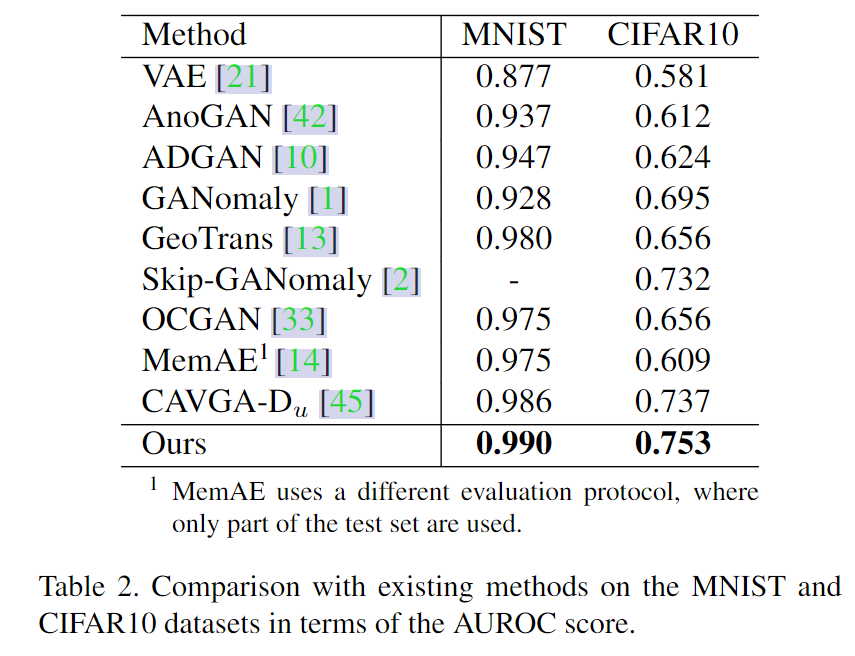 Method MNIST CIFAR10
VAE [21] 0.877 0.581
AnoGAN [42] 0.937 0.612
ADGAN [10] 0.947 0.624
GANomaly [1] 0.928 0.695
GeoTrans [13] 0.980 0.656
Skip-GANomaly [2] - 0.732
OCGAN [33] 0.975 0.656
MemAE¹ [14] 0.975 0.609
CAVGA-Dᵤ [45] 0.986 0.737
Ours 0.990 0.753
¹ MemAE uses a different evaluation protocol, where
only part of the test set are used.
Table 2. Comparison with existing methods on the MNIST and
CIFAR10 datasets in terms of the AUROC score.